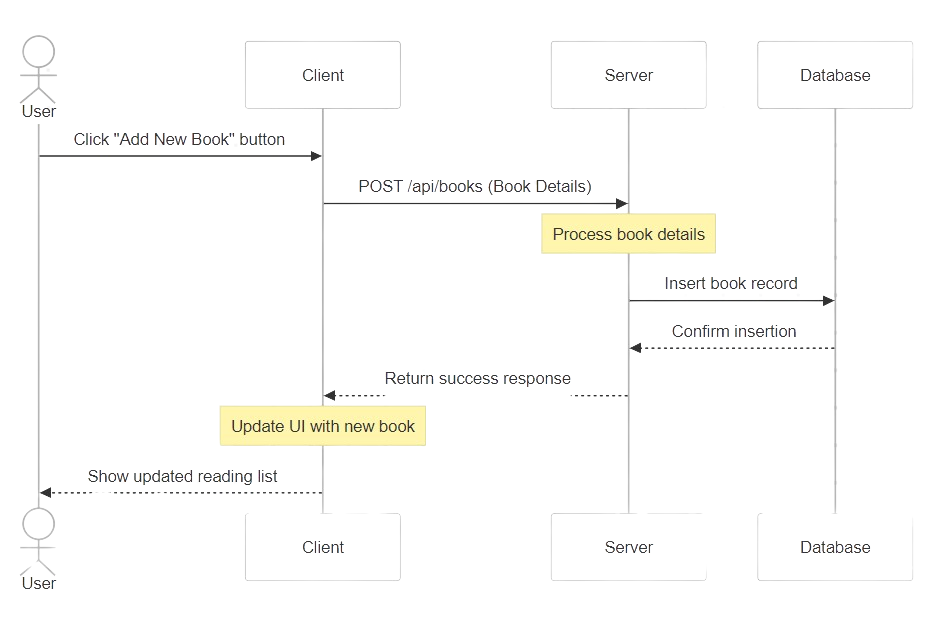 User
Client
Server
Database
Click "Add New Book" button
POST /api/books (Book Details)
Process book details
Insert book record
Confirm insertion
Return success response
Update UI with new book
Show updated reading list
User
Client
Server
Database